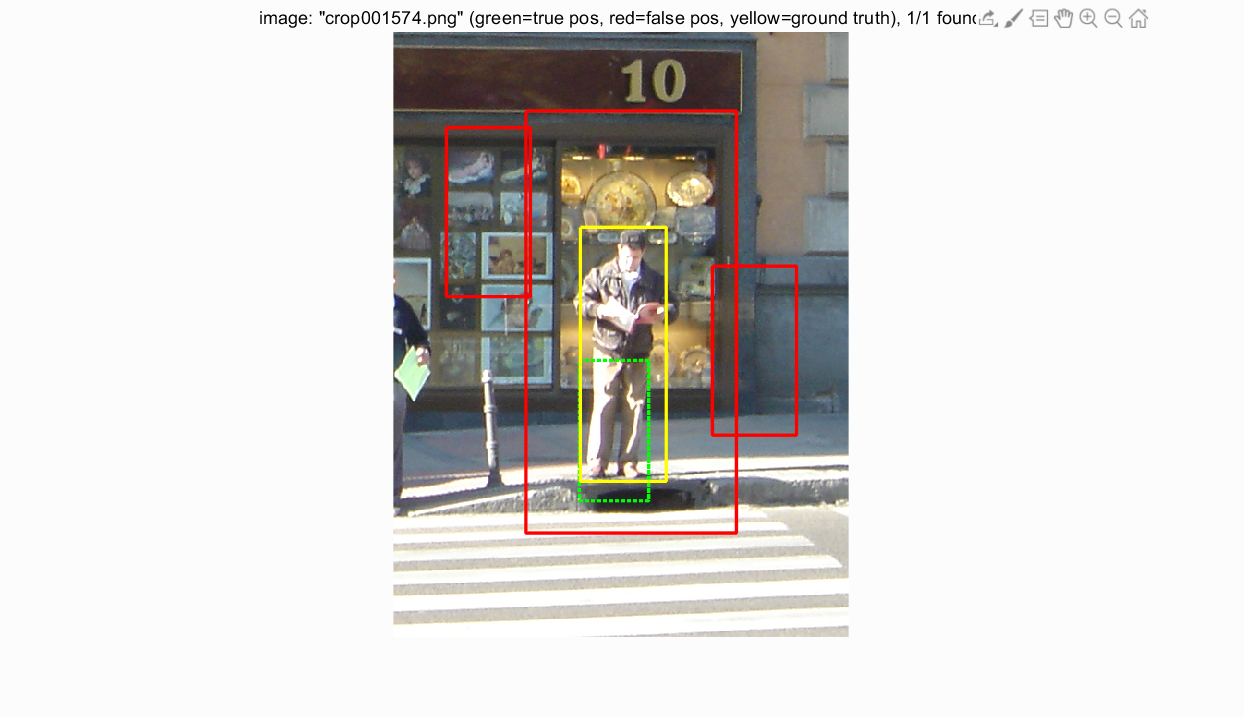 image: "crop001574.png" (green=true pos, red=false pos, yellow=ground truth), 1/1 found
10